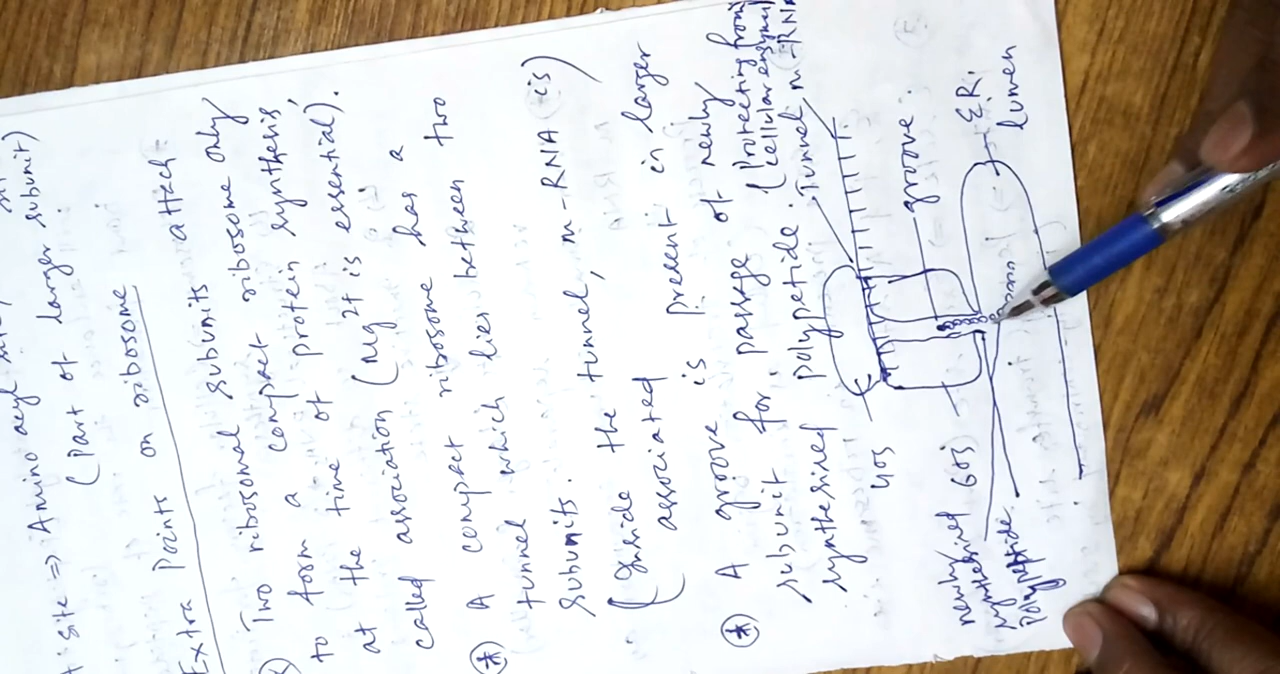 Site ⇒ Amino acyl
(Part of larger subunit)
Extra Points on ribosome
Two ribosomal subunits attach
to form a compact ribosome only
at the time of protein synthesis,
called association (Mg2+ is essential).
(*) A compact ribosome has a
tunnel which lies between two
subunits.
(Inside the tunnel, m-RNA is
associated)
(*) A groove is present in larger
subunit for passage of newly
synthesized polypeptide. (Protecting from
cellular enzyme)
Tunnel m-RNA
40s
groove
60s
E.R. lumen
newly
synthesized
polypeptide